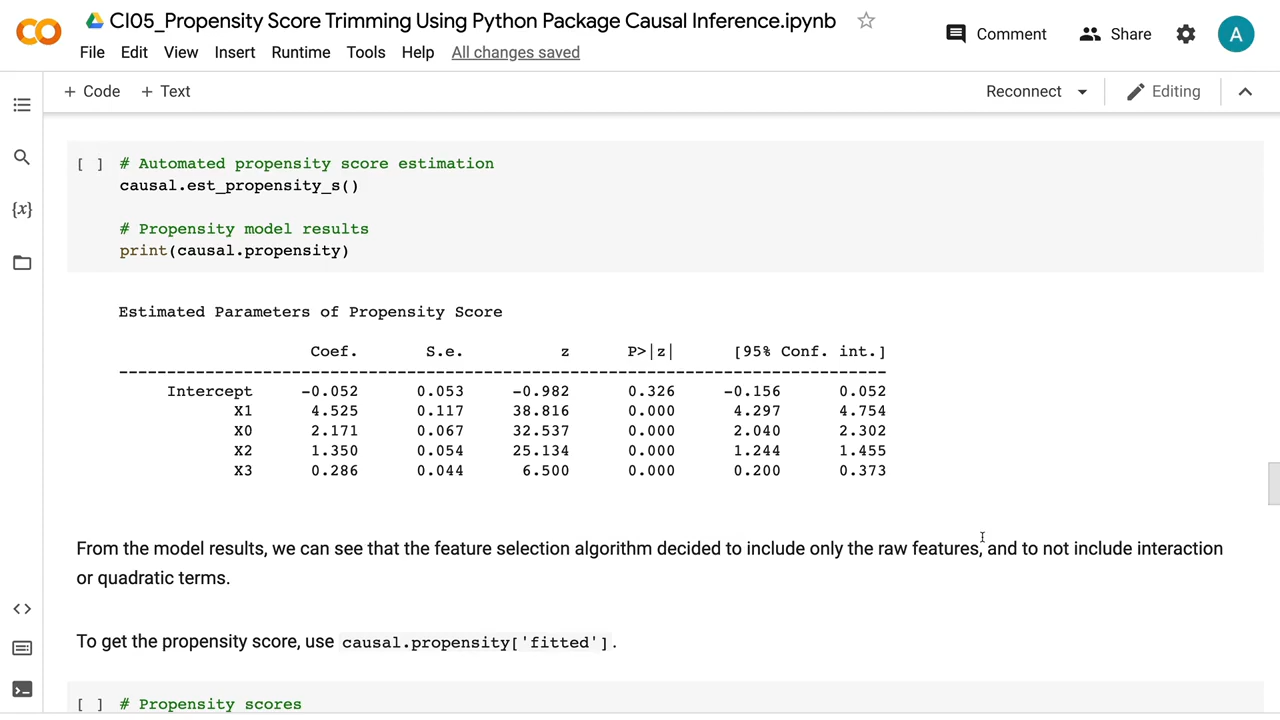 CI05_Propensity Score Trimming Using Python Package Causal Inference.ipynb
Comment
Share
A
File Edit View Insert Runtime Tools Help All changes saved
+ Code + Text
Reconnect
Editing
[ ] # Automated propensity score estimation
causal.est_propensity_s()
# Propensity model results
print(causal.propensity)
{x}
Estimated Parameters of Propensity Score
Coef. S.e. z P>|z| [95% Conf. int.]
--------------------------------------------------------------------------------
Intercept -0.052 0.053 -0.982 0.326 -0.156 0.052
X1 4.525 0.117 38.816 0.000 4.297 4.754
X0 2.171 0.067 32.537 0.000 2.040 2.302
X2 1.350 0.054 25.134 0.000 1.244 1.455
X3 0.286 0.044 6.500 0.000 0.200 0.373
From the model results, we can see that the feature selection algorithm decided to include only the raw features, and to not include interaction
or quadratic terms.
To get the propensity score, use causal.propensity['fitted'].
[ ] # Propensity scores